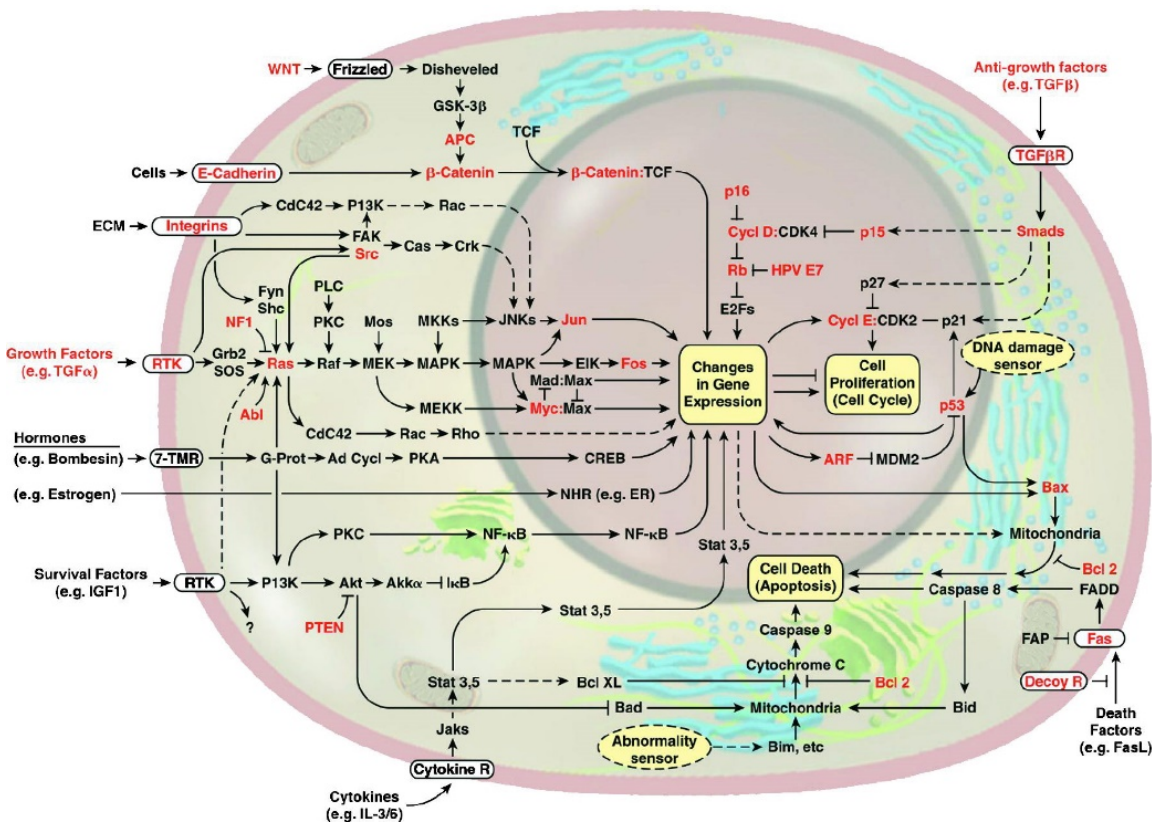 WNT
Frizzled
Disheveled
GSK-3β
APC
TCF
Cells
E-Cadherin
β-Catenin
β-Catenin:TCF
Anti-growth factors
(e.g. TGFβ)
TGFβR
Smads
p16
Cycl D:CDK4
p15
Rb
HPV E7
E2Fs
p27
Cycl E:CDK2
p21
DNA damage
sensor
CdC42
P13K
Rac
ECM
Integrins
FAK
Src
Cas
Crk
Fyn
Shc
PLC
NF1
PKC
Mos
MKKs
JNKs
Jun
Growth Factors
(e.g. TGFα)
RTK
Grb2
SOS
Ras
Raf
MEK
MAPK
MAPK
ElK
Fos
Mad:Max
Abl
MEKK
Myc:Max
CdC42
Rac
Rho
Changes
in Gene
Expression
Cell
Proliferation
(Cell Cycle)
p53
ARF
MDM2
Bax
Hormones
(e.g. Bombesin)
7-TMR
G-Prot
Ad Cycl
PKA
CREB
(e.g. Estrogen)
NHR (e.g. ER)
PKC
NF-κB
NF-κB
Stat 3,5
Mitochondria
Survival Factors
(e.g. IGF1)
RTK
P13K
Akt
Akkα
IκB
Cell Death
(Apoptosis)
Bcl 2
Caspase 8
FADD
?
PTEN
Stat 3,5
Caspase 9
FAP
Fas
Cytochrome C
Stat 3,5
Bcl XL
Bcl 2
Decoy R
Bad
Mitochondria
Bid
Death
Factors
(e.g. FasL)
Jaks
Abnormality
sensor
Bim, etc
Cytokine R
Cytokines
(e.g. IL-3/6)